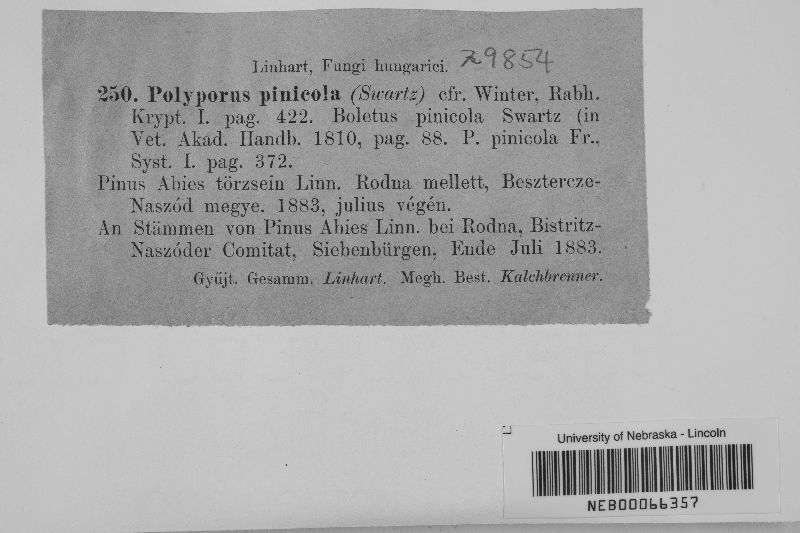 Linhart, Fungi hungarici. 29854
250. Polyporus pinicola (Swartz) cfr. Winter, Rabh.
Krypt. I. pag. 422. Boletus pinicola Swartz (in
Vet. Akad. Handb. 1810, pag. 88. P. pinicola Fr.,
Syst. I. pag. 372.
Pinus Abies törzsein Linn. Rodna mellett, Besztercze-
Naszód megye. 1883, julius végén.
An Stämmen von Pinus Abies Linn. bei Rodna, Bistritz-
Naszóder Comitat, Siebenbürgen, Ende Juli 1883.
Gyűjt. Gesamm. Linhart. Megh. Best. Kalchbrenner.
University of Nebraska - Lincoln
NEB00066357